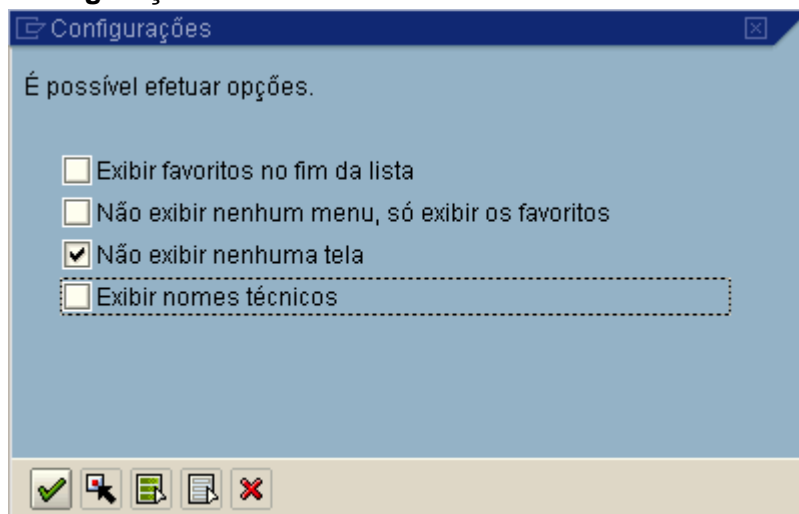 Configurações
É possível efetuar opções.
Exibir favoritos no fim da lista
Não exibir nenhum menu, só exibir os favoritos
Não exibir nenhuma tela
Exibir nomes técnicos